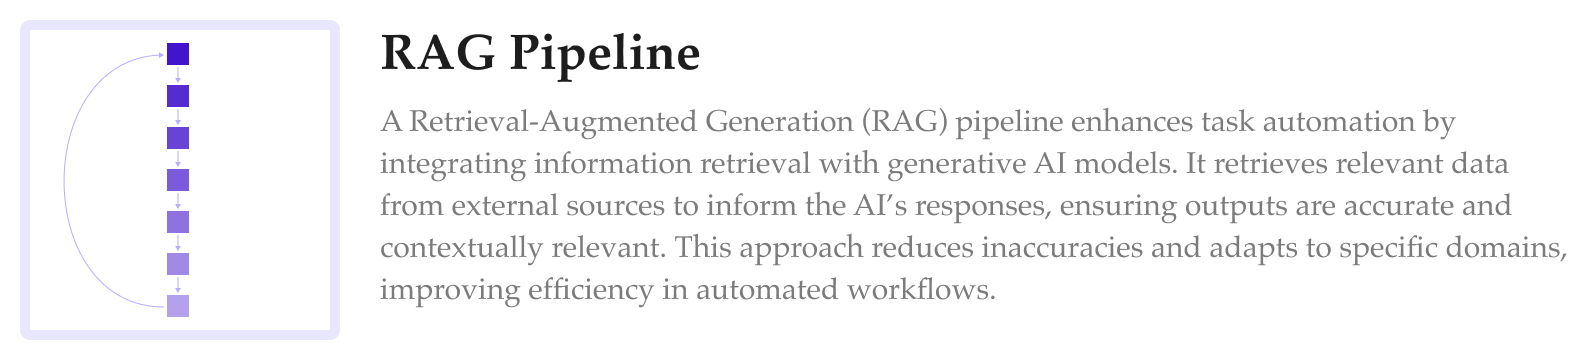 RAG Pipeline
A Retrieval-Augmented Generation (RAG) pipeline enhances task automation by
integrating information retrieval with generative AI models. It retrieves relevant data
from external sources to inform the AI’s responses, ensuring outputs are accurate and
contextually relevant. This approach reduces inaccuracies and adapts to specific domains,
improving efficiency in automated workflows.